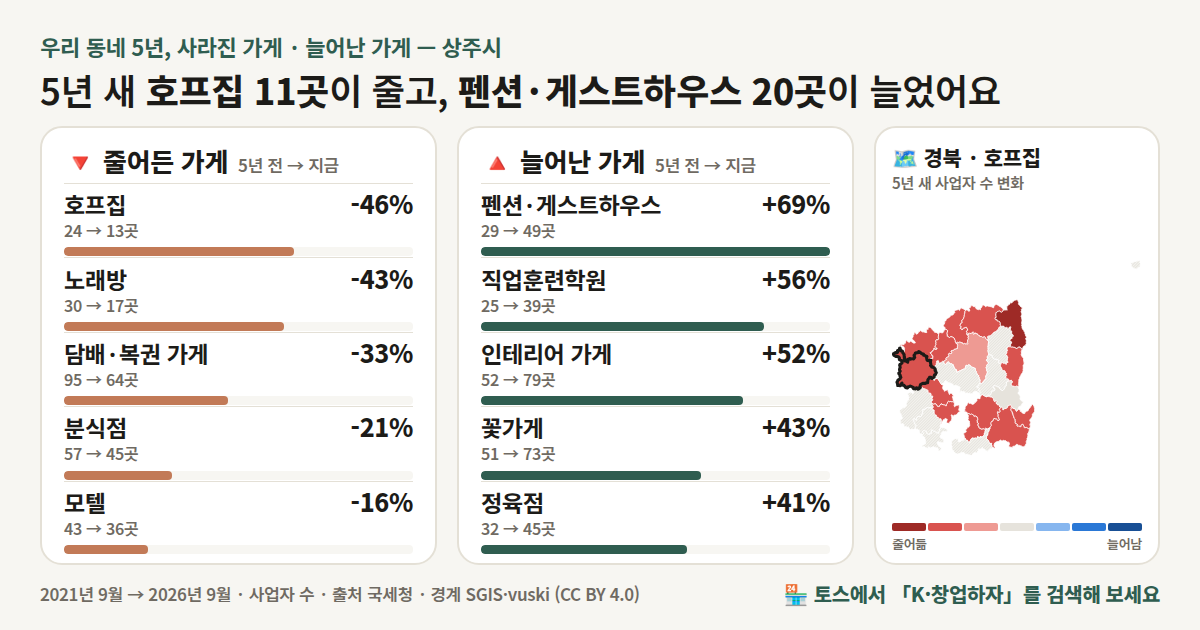 우리 동네 5년, 사라진 가게 · 늘어난 가게 — 상주시
5년 새 호프집 11곳이 줄고, 펜션·게스트하우스 20곳이 늘었어요
🔻 줄어든 가게 5년 전 → 지금
호프집 -46%
24 → 13곳
노래방 -43%
30 → 17곳
담배·복권 가게 -33%
95 → 64곳
분식점 -21%
57 → 45곳
모텔 -16%
43 → 36곳
🔺 늘어난 가게 5년 전 → 지금
펜션·게스트하우스 +69%
29 → 49곳
직업훈련학원 +56%
25 → 39곳
인테리어 가게 +52%
52 → 79곳
꽃가게 +43%
51 → 73곳
정육점 +41%
32 → 45곳
🗺️ 경북 · 호프집
5년 새 사업자 수 변화
줄어듦 늘어남
2021년 9월 → 2026년 9월 · 사업자 수 · 출처 국세청 · 경계 SGIS·vuski (CC BY 4.0)
🏪 토스에서 「K·창업하자」를 검색해 보세요